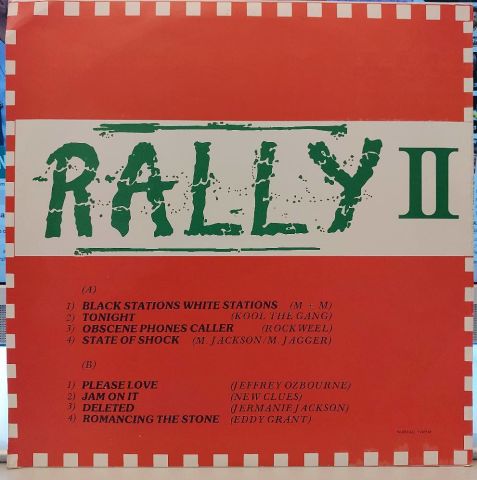 RALLY II
(A)
1) BLACK STATIONS WHITE STATIONS (M + M)
2) TONIGHT (KOOL THE GANG)
3) OBSCENE PHONES CALLER (ROCKWEEL)
4) STATE OF SHOCK (M. JACKSON/M. JAGGER)
(B)
1) PLEASE LOVE (JEFFREY OZBOURNE)
2) JAM ON IT (NEW CLUES)
3) DELETED (JERMANIE JACKSON)
4) ROMANCING THE STONE (EDDY GRANT)